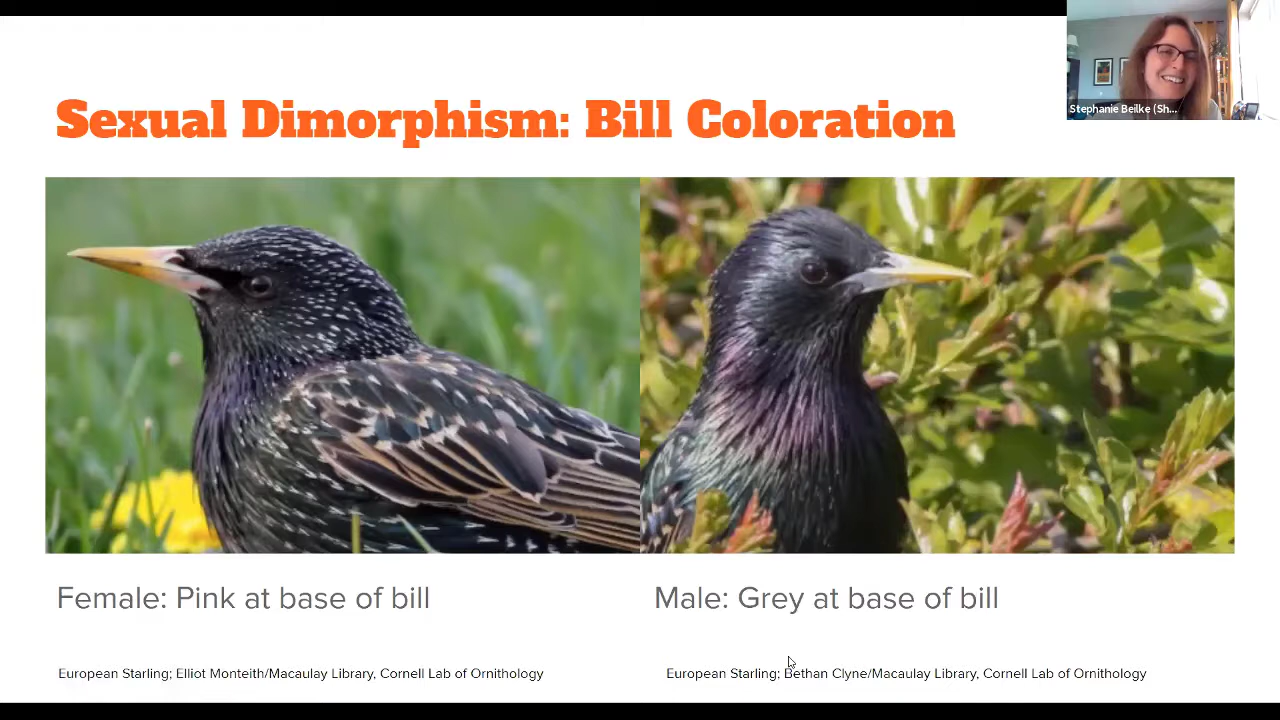 Sexual Dimorphism: Bill Coloration
Stephanie Beilke (Sh...
Female: Pink at base of bill
Male: Grey at base of bill
European Starling; Elliot Monteith/Macaulay Library, Cornell Lab of Ornithology
European Starling; Bethan Clyne/Macaulay Library, Cornell Lab of Ornithology